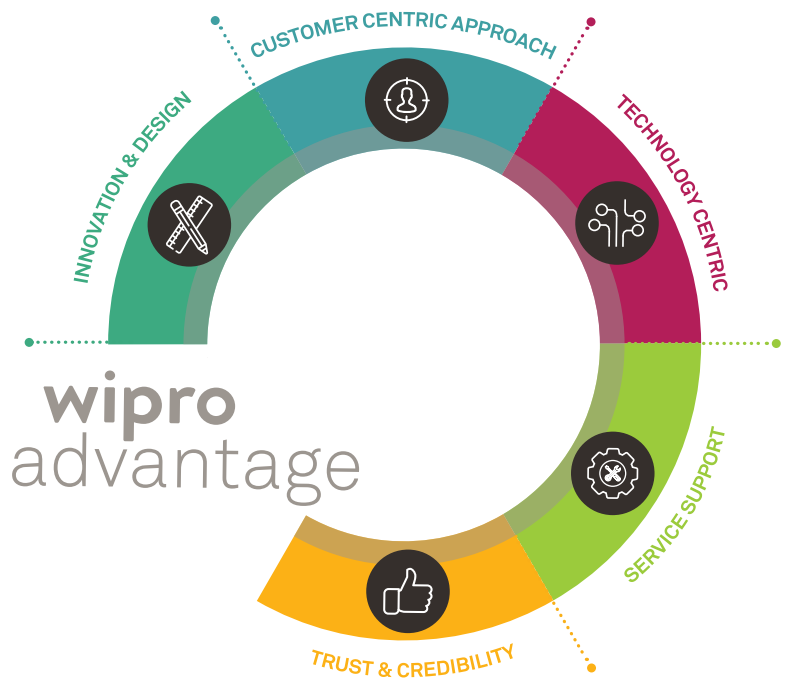 CUSTOMER CENTRIC APPROACH
INNOVATION & DESIGN
TECHNOLOGY CENTRIC
wipro
advantage
SERVICE SUPPORT
TRUST & CREDIBILITY